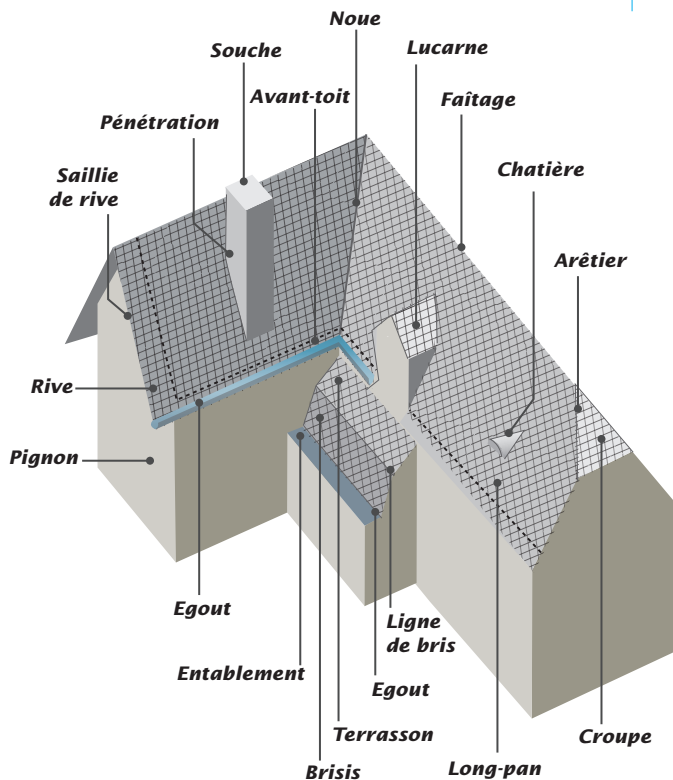 Noue
Souche
Lucarne
Avant-toit
Faîtage
Pénétration
Chatière
Saillie
de rive
Arêtier
Rive
Pignon
Egout
Ligne
de bris
Entablement
Egout
Terrasson
Croupe
Brisis
Long-pan